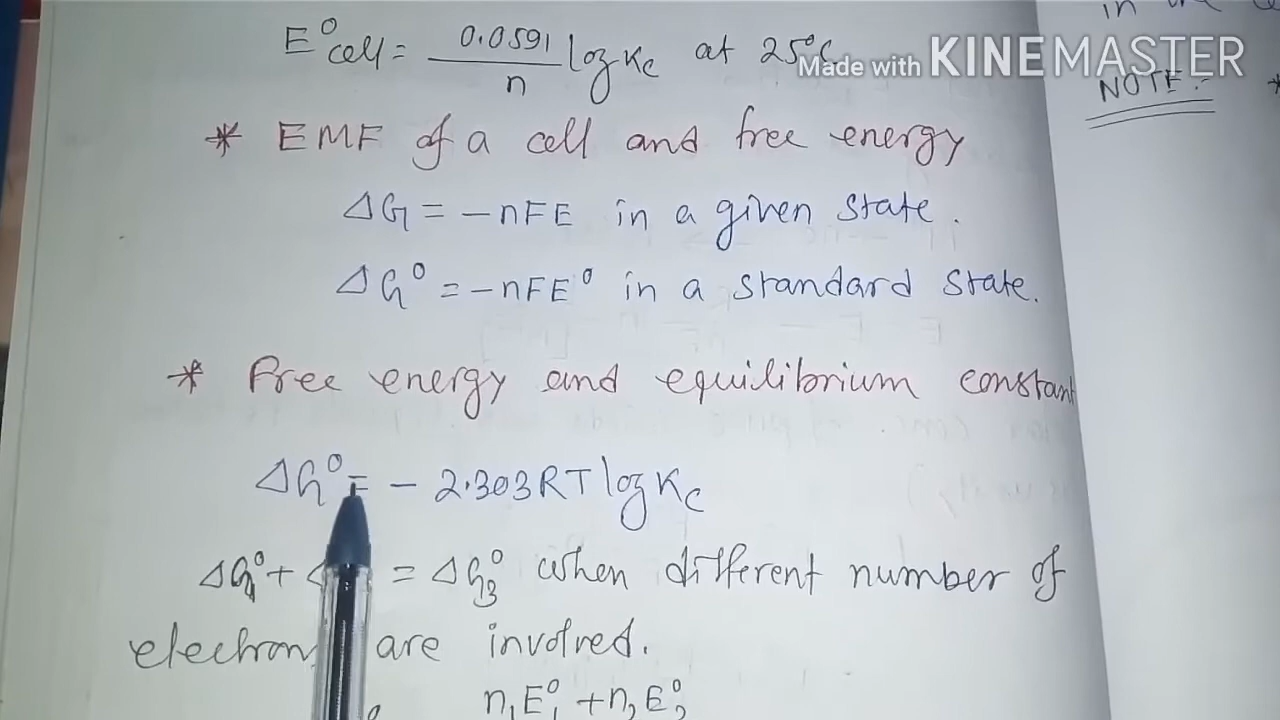 E°cell = 0.0591/n log Kc at 25°C
Made with KINEMASTER
in
NOTE:-
* EMF of a cell and free energy
ΔG = -nFE in a given state.
ΔG° = -nFE° in a standard state.
* Free energy and equilibrium constant
ΔG° = - 2.303RT log Kc
ΔG°1 + = ΔG°3 when different number of
electron are involved.
n1E°1 + n2E°2